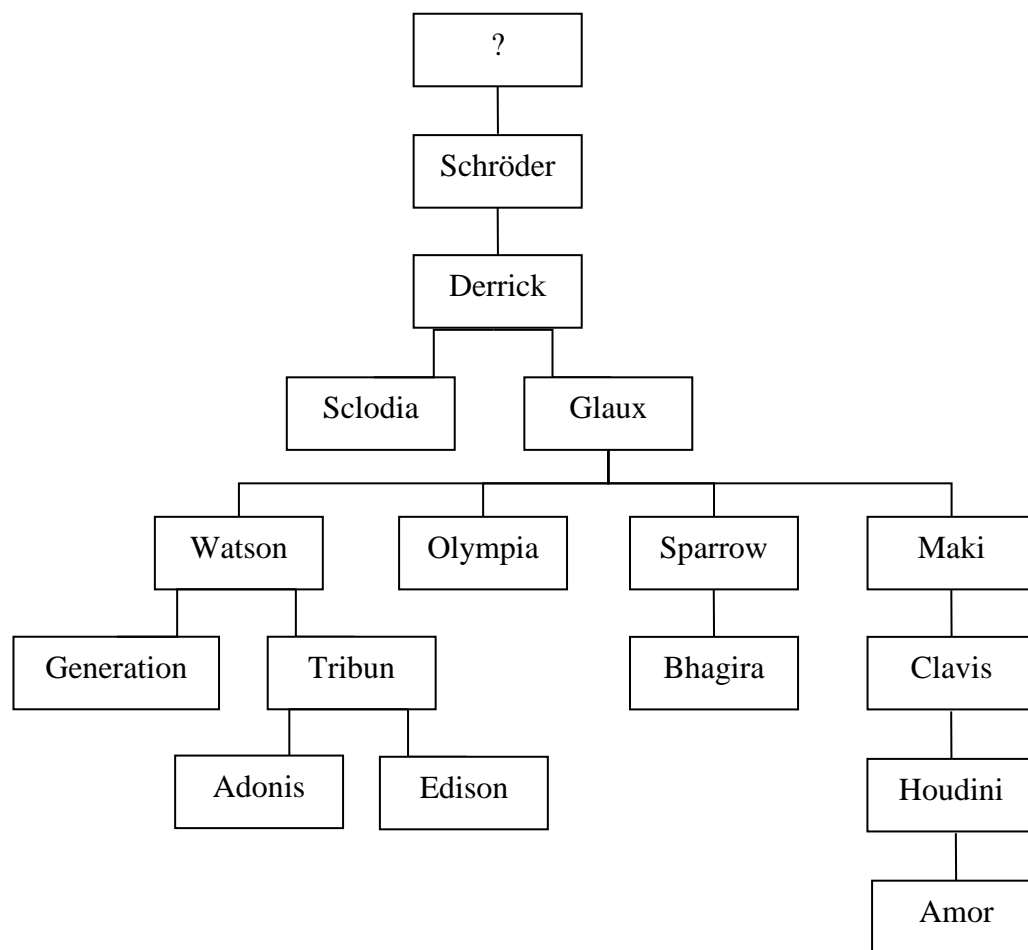 ?
Schröder
Derrick
Sclodia
Glaux
Watson
Olympia
Sparrow
Maki
Generation
Tribun
Bhagira
Clavis
Adonis
Edison
Houdini
Amor